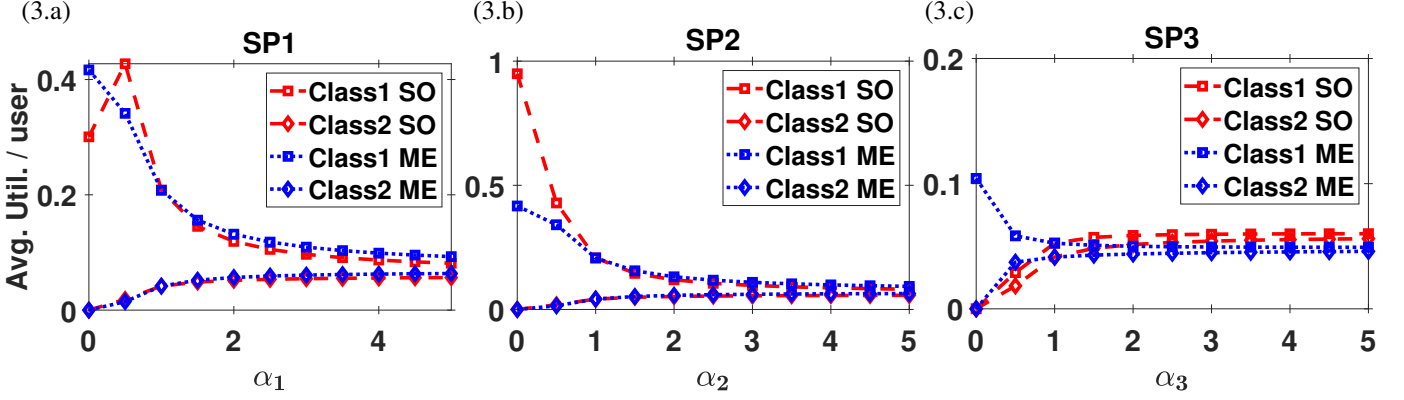 (3.a)
SP1
Avg. Util. / user
0.4
0.2
0
0
2
4
α₁
Class1 SO
Class2 SO
Class1 ME
Class2 ME
(3.b)
SP2
1
0.5
0
0
1
2
3
4
5
α₂
Class1 SO
Class2 SO
Class1 ME
Class2 ME
(3.c)
SP3
0.2
0.1
0
0
1
2
3
4
5
α₃
Class1 SO
Class2 SO
Class1 ME
Class2 ME